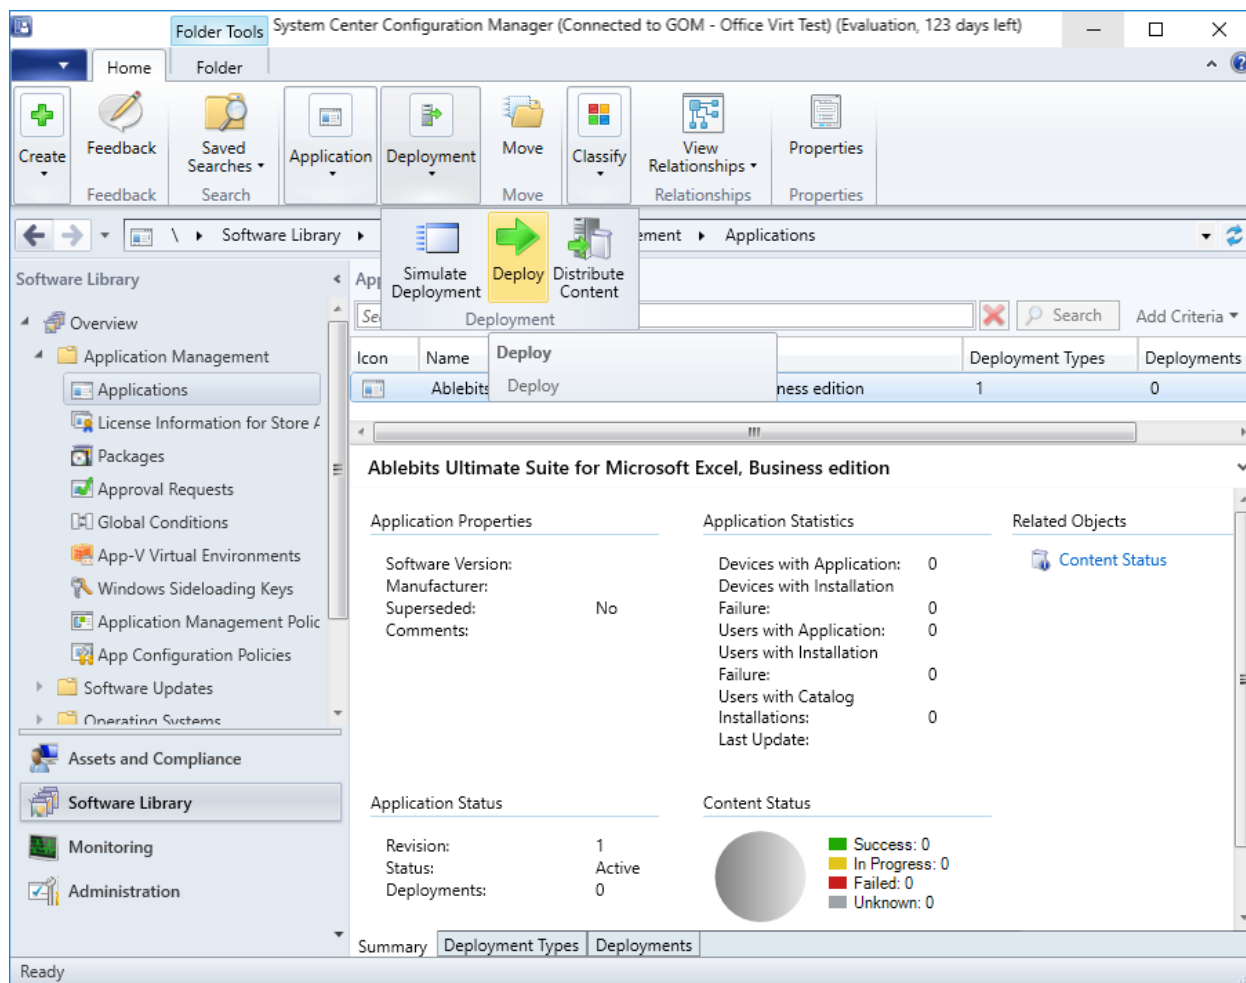 Folder Tools
System Center Configuration Manager (Connected to GOM - Office Virt Test) (Evaluation, 123 days left)
Home
Folder
Create
Feedback
Saved
Searches
Application
Deployment
Move
Classify
View
Relationships
Properties
Feedback
Search
Move
Relationships
Properties
\
Software Library
Applications
Simulate
Deployment
Deploy
Distribute
Content
Deployment
Deploy
Deploy
Software Library
Search
Add Criteria
Icon
Name
Deployment Types
Deployments
Ablebits
edition
1
0
Overview
Application Management
Applications
License Information for Store A
Packages
Approval Requests
Global Conditions
App-V Virtual Environments
Windows Sideloading Keys
Application Management Polic
App Configuration Policies
Software Updates
Operating Systems
Assets and Compliance
Software Library
Monitoring
Administration
Ablebits Ultimate Suite for Microsoft Excel, Business edition
Application Properties
Software Version:
Manufacturer:
Superseded: No
Comments:
Application Statistics
Devices with Application: 0
Devices with Installation
Failure: 0
Users with Application: 0
Users with Installation
Failure: 0
Users with Catalog
Installations: 0
Last Update:
Related Objects
Content Status
Application Status
Revision: 1
Status: Active
Deployments: 0
Content Status
Success: 0
In Progress: 0
Failed: 0
Unknown: 0
Summary
Deployment Types
Deployments
Ready